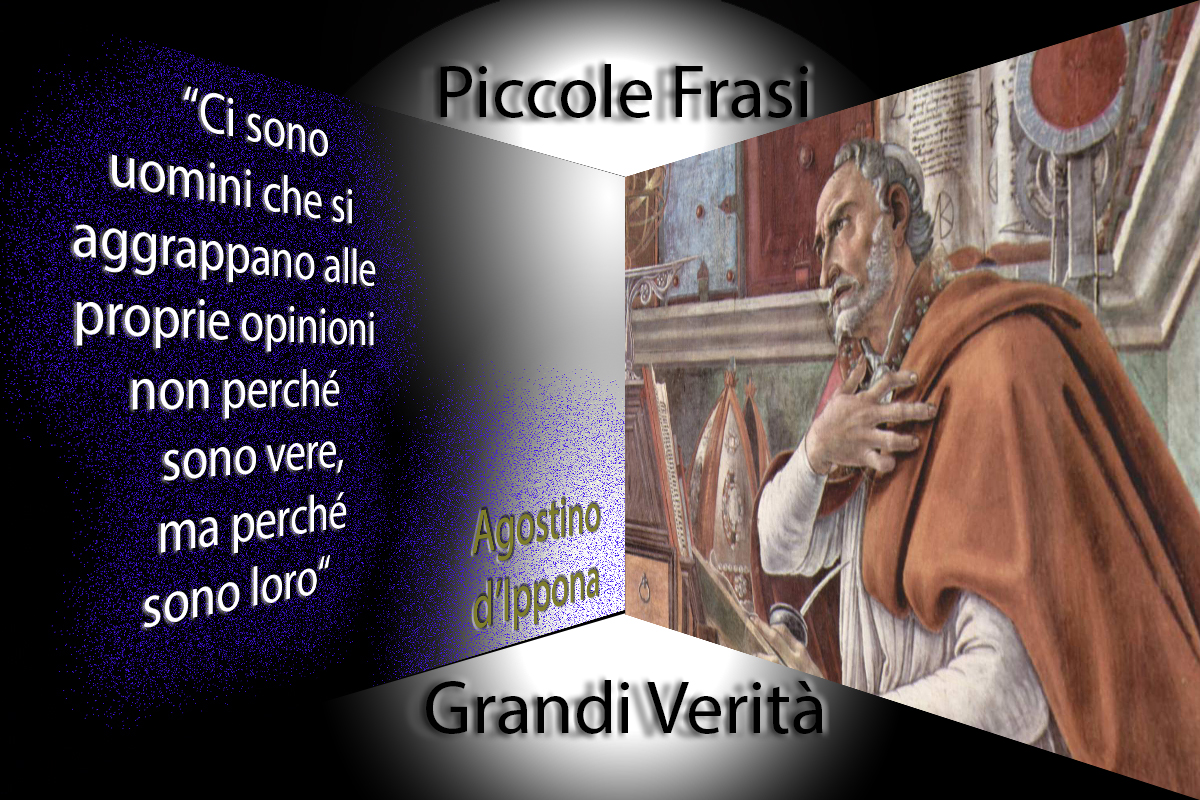 Piccole Frasi
“Ci sono
uomini che si
aggrappano alle
proprie opinioni
non perché
sono vere,
ma perché
sono loro“
Agostino
d’Ippona
Grandi Verità